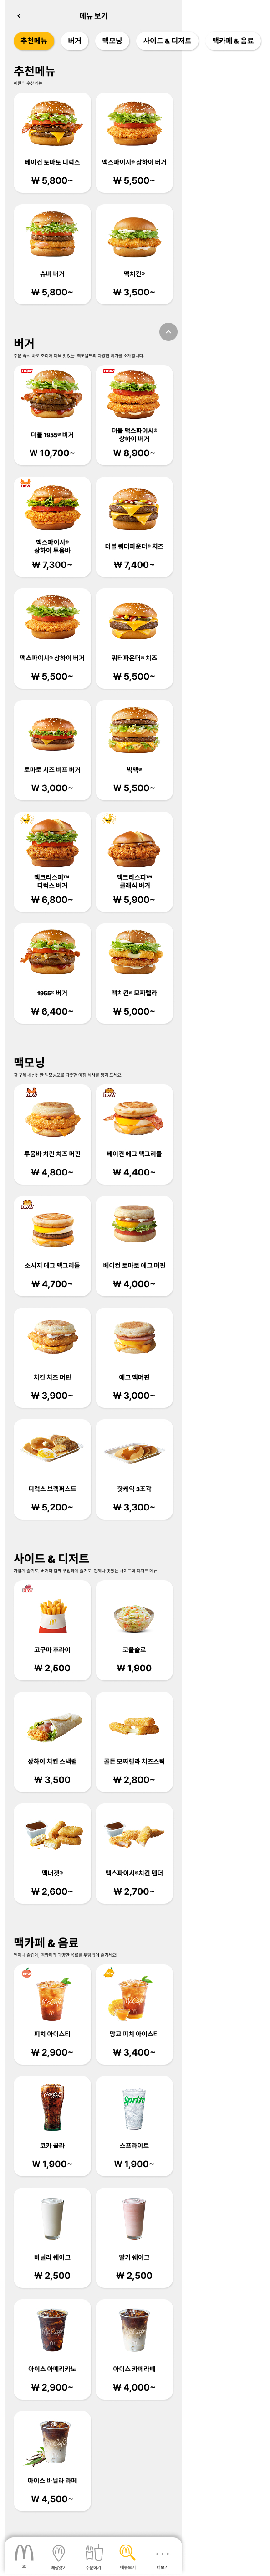 메뉴 보기
추천메뉴
버거
맥모닝
사이드 & 디저트
맥카페 & 음료
추천메뉴
이달의 추천메뉴
베이컨 토마토 디럭스
₩ 5,800~
맥스파이시® 상하이 버거
₩ 5,500~
슈비 버거
₩ 5,800~
맥치킨®
₩ 3,500~
버거
주문 즉시 바로 조리해 더욱 맛있는, 맥도날드의 다양한 버거를 소개합니다.
new
더블 1955® 버거
₩ 10,700~
new
더블 맥스파이시®
상하이 버거
₩ 8,900~
맥스파이시®
상하이 투움바
₩ 7,300~
더블 쿼터파운더® 치즈
₩ 7,400~
맥스파이시® 상하이 버거
₩ 5,500~
쿼터파운더® 치즈
₩ 5,500~
토마토 치즈 비프 버거
₩ 3,000~
빅맥®
₩ 5,500~
맥크리스피™
디럭스 버거
₩ 6,800~
맥크리스피™
클래식 버거
₩ 5,900~
1955® 버거
₩ 6,400~
맥치킨® 모짜렐라
₩ 5,000~
맥모닝
갓 구워내 신선한 맥모닝으로 따뜻한 아침 식사를 챙겨 드세요!
투움바 치킨 치즈 머핀
₩ 4,800~
베이컨 에그 맥그리들
₩ 4,400~
소시지 에그 맥그리들
₩ 4,700~
베이컨 토마토 에그 머핀
₩ 4,000~
치킨 치즈 머핀
₩ 3,900~
에그 맥머핀
₩ 3,000~
디럭스 브렉퍼스트
₩ 5,200~
핫케익 3조각
₩ 3,300~
사이드 & 디저트
가볍게 즐겨도, 버거와 함께 푸짐하게 즐겨도! 언제나 맛있는 사이드와 디저트 메뉴
고구마 후라이
₩ 2,500
코울슬로
₩ 1,900
상하이 치킨 스낵랩
₩ 3,500
골든 모짜렐라 치즈스틱
₩ 2,800~
맥너겟®
₩ 2,600~
맥스파이시®치킨 텐더
₩ 2,700~
맥카페 & 음료
언제나 즐겁게, 맥카페와 다양한 음료를 부담없이 즐기세요!
피치 아이스티
₩ 2,900~
망고 피치 아이스티
₩ 3,400~
코카 콜라
₩ 1,900~
Sprite
스프라이트
₩ 1,900~
바닐라 쉐이크
₩ 2,500
딸기 쉐이크
₩ 2,500
McCafé
아이스 아메리카노
₩ 2,900~
McCafé
아이스 카페라떼
₩ 4,000~
McCafé
아이스 바닐라 라떼
₩ 4,500~
홈
매장찾기
주문하기
메뉴보기
더보기